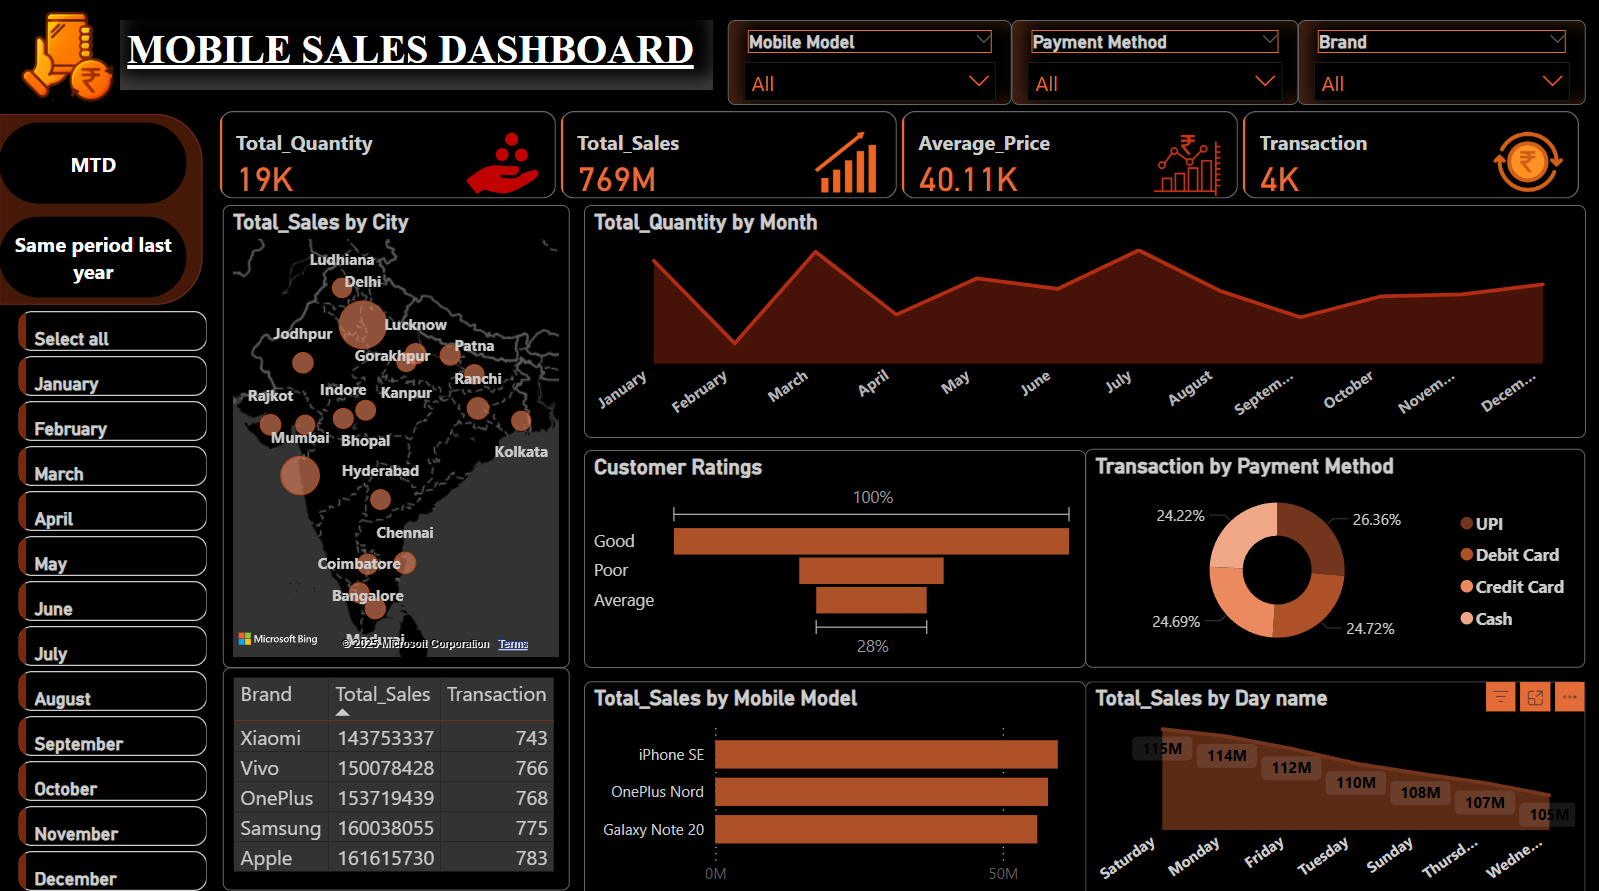 MOBILE SALES DASHBOARD
Mobile Model
All
Payment Method
All
Brand
All
MTD
Same period last
year
Select all
January
February
March
April
May
June
July
August
September
October
November
December
Total_Quantity
19K
Total_Sales
769M
Average_Price
40.11K
Transaction
4K
Total_Sales by City
Ludhiana
Delhi
Lucknow
Jodhpur
Gorakhpur
Patna
Ranchi
Indore
Kanpur
Rajkot
Mumbai
Bhopal
Kolkata
Hyderabad
Chennai
Coimbatore
Bangalore
Madurai
Microsoft Bing
© 2025 Microsoft Corporation Terms
Total_Quantity by Month
January
February
March
April
May
June
July
August
Septem...
October
Novem...
Decem...
Customer Ratings
100%
Good
Poor
Average
28%
Transaction by Payment Method
24.22%
26.36%
24.69%
24.72%
UPI
Debit Card
Credit Card
Cash
Brand Total_Sales Transaction
Xiaomi 143753337 743
Vivo 150078428 766
OnePlus 153719439 768
Samsung 160038055 775
Apple 161615730 783
Total_Sales by Mobile Model
iPhone SE
OnePlus Nord
Galaxy Note 20
0M 50M
Total_Sales by Day name
115M
114M
112M
110M
108M
107M
105M
Saturday
Monday
Friday
Tuesday
Sunday
Thursd...
Wedne...